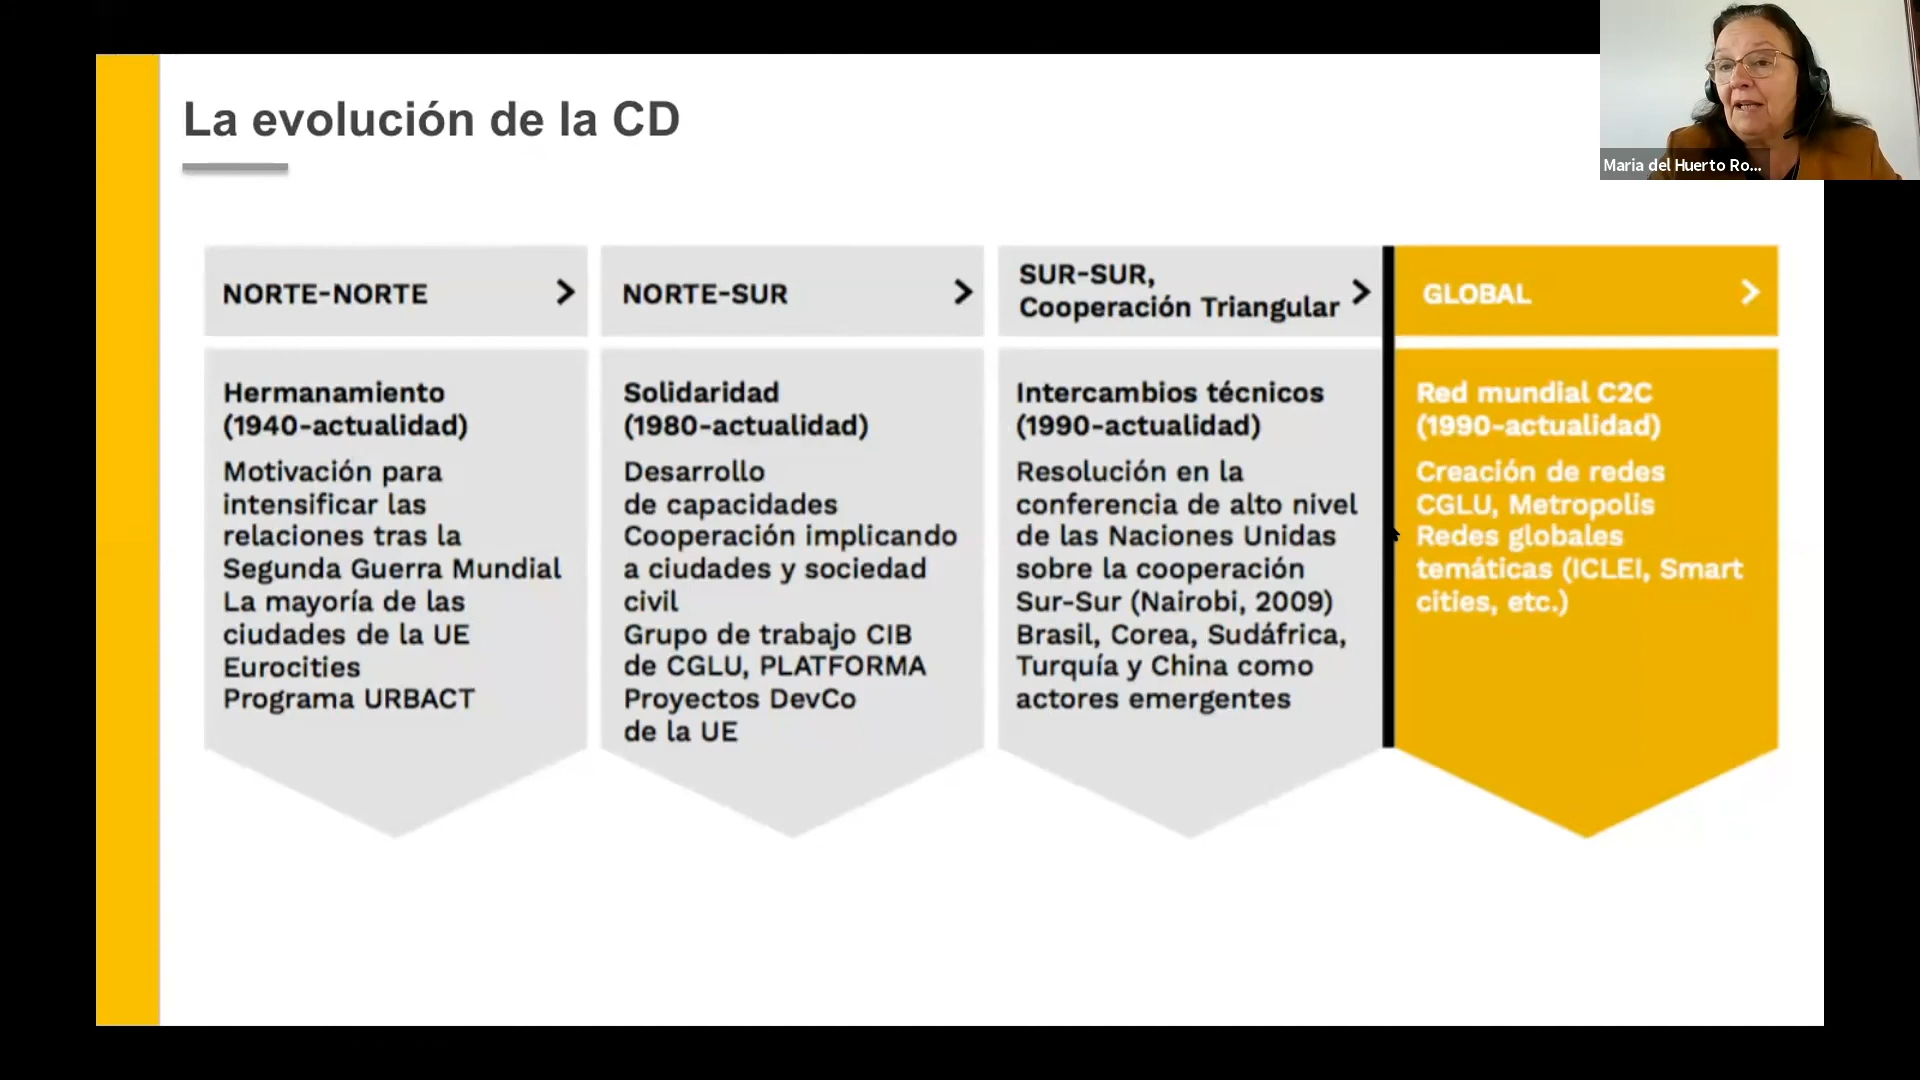 La evolución de la CD
Maria del Huerto Ro...
NORTE-NORTE
Hermanamiento
(1940-actualidad)
Motivación para
intensificar las
relaciones tras la
Segunda Guerra Mundial
La mayoría de las
ciudades de la UE
Eurocities
Programa URBACT
NORTE-SUR
Solidaridad
(1980-actualidad)
Desarrollo
de capacidades
Cooperación implicando
a ciudades y sociedad
civil
Grupo de trabajo CIB
de CGLU, PLATFORMA
Proyectos DevCo
de la UE
SUR-SUR,
Cooperación Triangular
Intercambios técnicos
(1990-actualidad)
Resolución en la
conferencia de alto nivel
de las Naciones Unidas
sobre la cooperación
Sur-Sur (Nairobi, 2009)
Brasil, Corea, Sudáfrica,
Turquía y China como
actores emergentes
GLOBAL
Red mundial C2C
(1990-actualidad)
Creación de redes
CGLU, Metropolis
Redes globales
temáticas (ICLEI, Smart
cities, etc.)